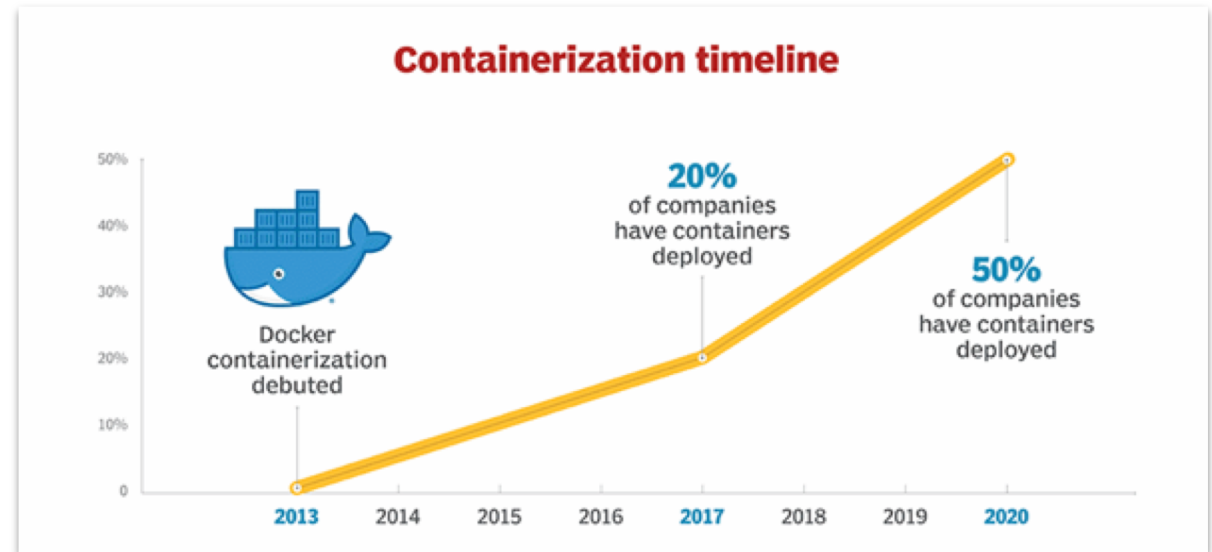 Containerization timeline
50%
40%
30%
20%
10%
0
Docker
containerization
debuted
20%
of companies
have containers
deployed
50%
of companies
have containers
deployed
2013 2014 2015 2016 2017 2018 2019 2020